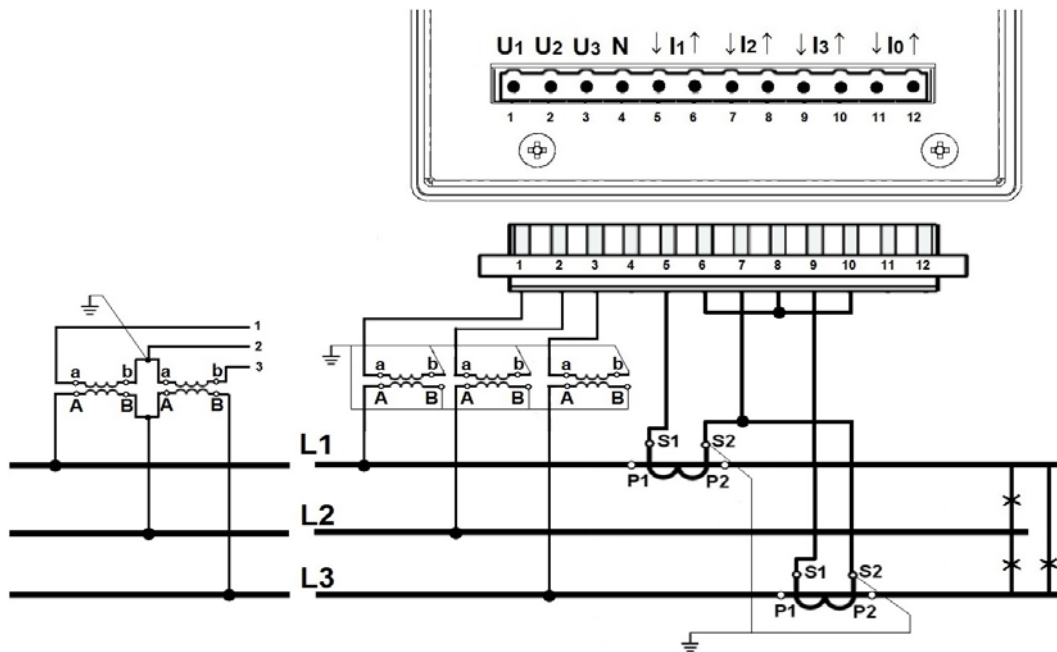 U1 U2 U3 N ↓ I1 ↑ ↓ I2 ↑ ↓ I3 ↑ ↓ I0 ↑
1 2 3 4 5 6 7 8 9 10 11 12
1 2 3 4 5 6 7 8 9 10 11 12
1
2
3
a b a b
A B A B
a b a b a b
A B A B A B
S1 S2
L1
P1 P2
L2
S1 S2
L3
P1 P2